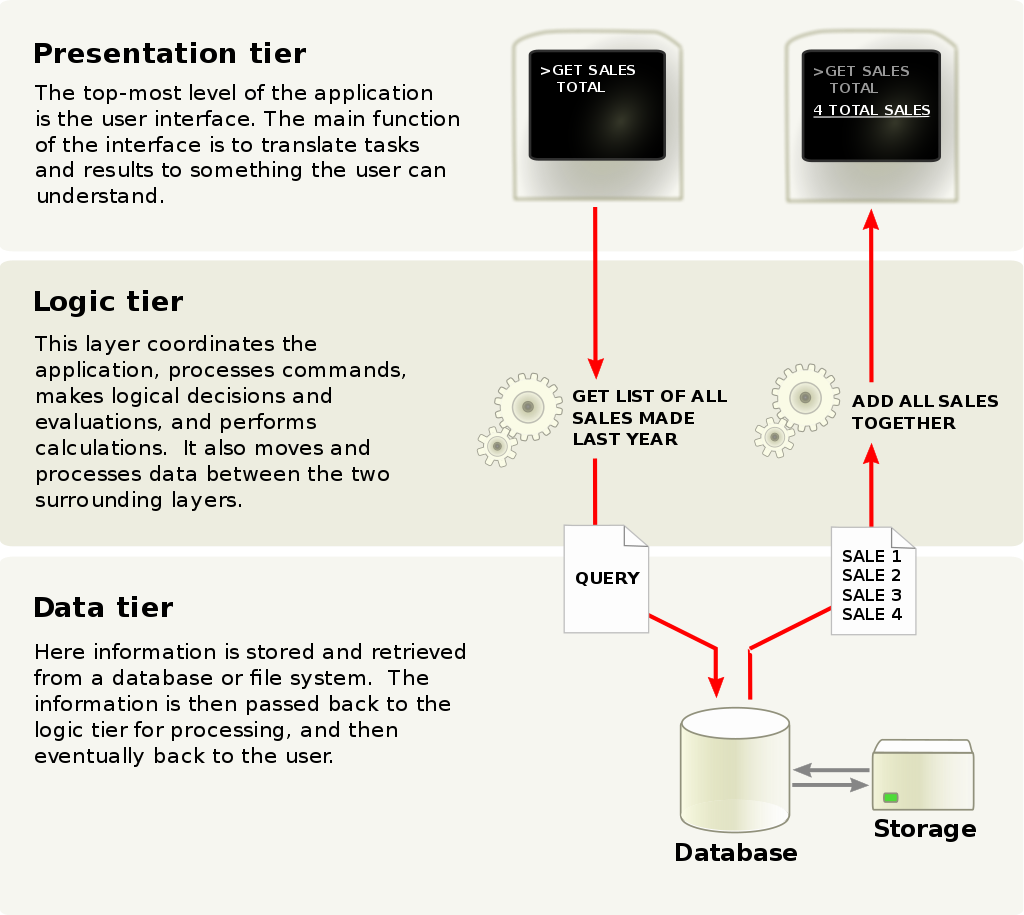 Presentation tier
The top-most level of the application
is the user interface. The main function
of the interface is to translate tasks
and results to something the user can
understand.
>GET SALES
TOTAL
>GET SALES
TOTAL
4 TOTAL SALES
Logic tier
This layer coordinates the
application, processes commands,
makes logical decisions and
evaluations, and performs
calculations.  It also moves and
processes data between the two
surrounding layers.
GET LIST OF ALL
SALES MADE
LAST YEAR
ADD ALL SALES
TOGETHER
QUERY
SALE 1
SALE 2
SALE 3
SALE 4
Data tier
Here information is stored and retrieved
from a database or file system.  The
information is then passed back to the
logic tier for processing, and then
eventually back to the user.
Database
Storage